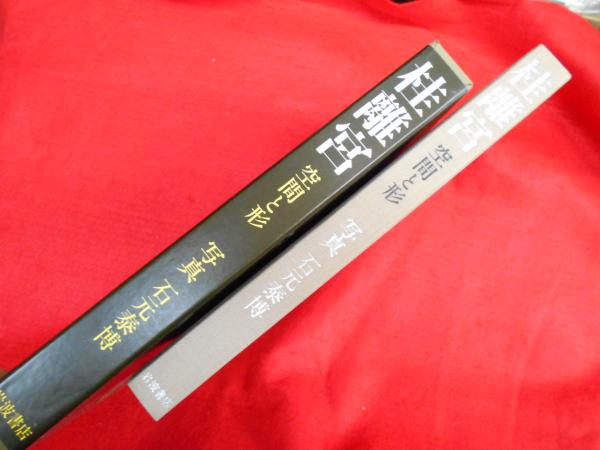 桂離宮
空間と形
写真 石元泰博
岩波書店
桂離宮
空間と形
写真 石元泰博
岩波書店